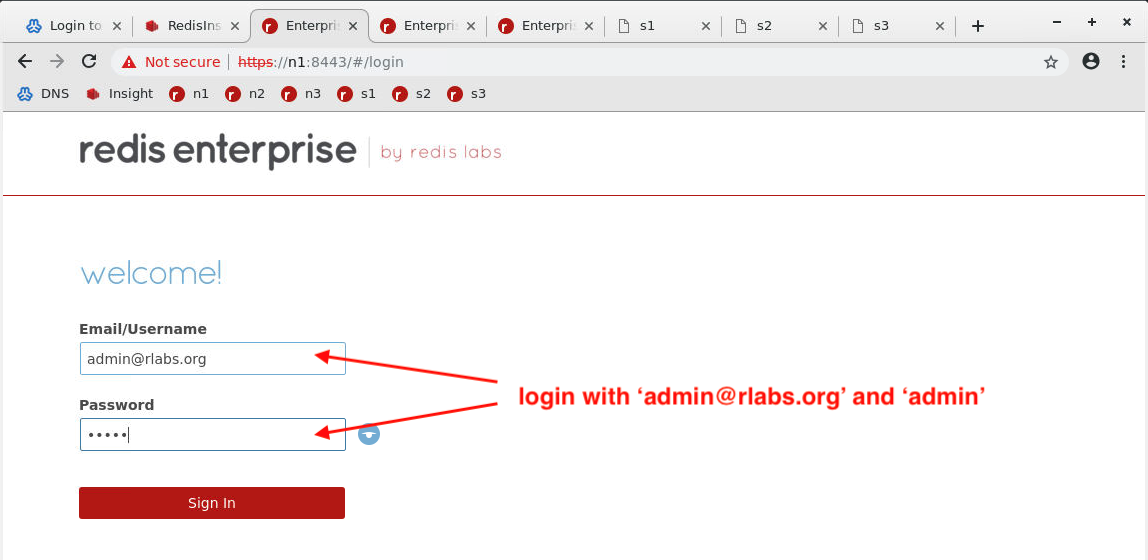 Login to
RedisIns
Enterpris
Enterpris
Enterpris
s1
s2
s3
Not secure
https://n1:8443/#/login
DNS
Insight
n1
n2
n3
s1
s2
s3
redis enterprise
by redis labs
welcome!
Email/Username
admin@rlabs.org
login with ‘admin@rlabs.org’ and ‘admin’
Password
•••••
Sign In